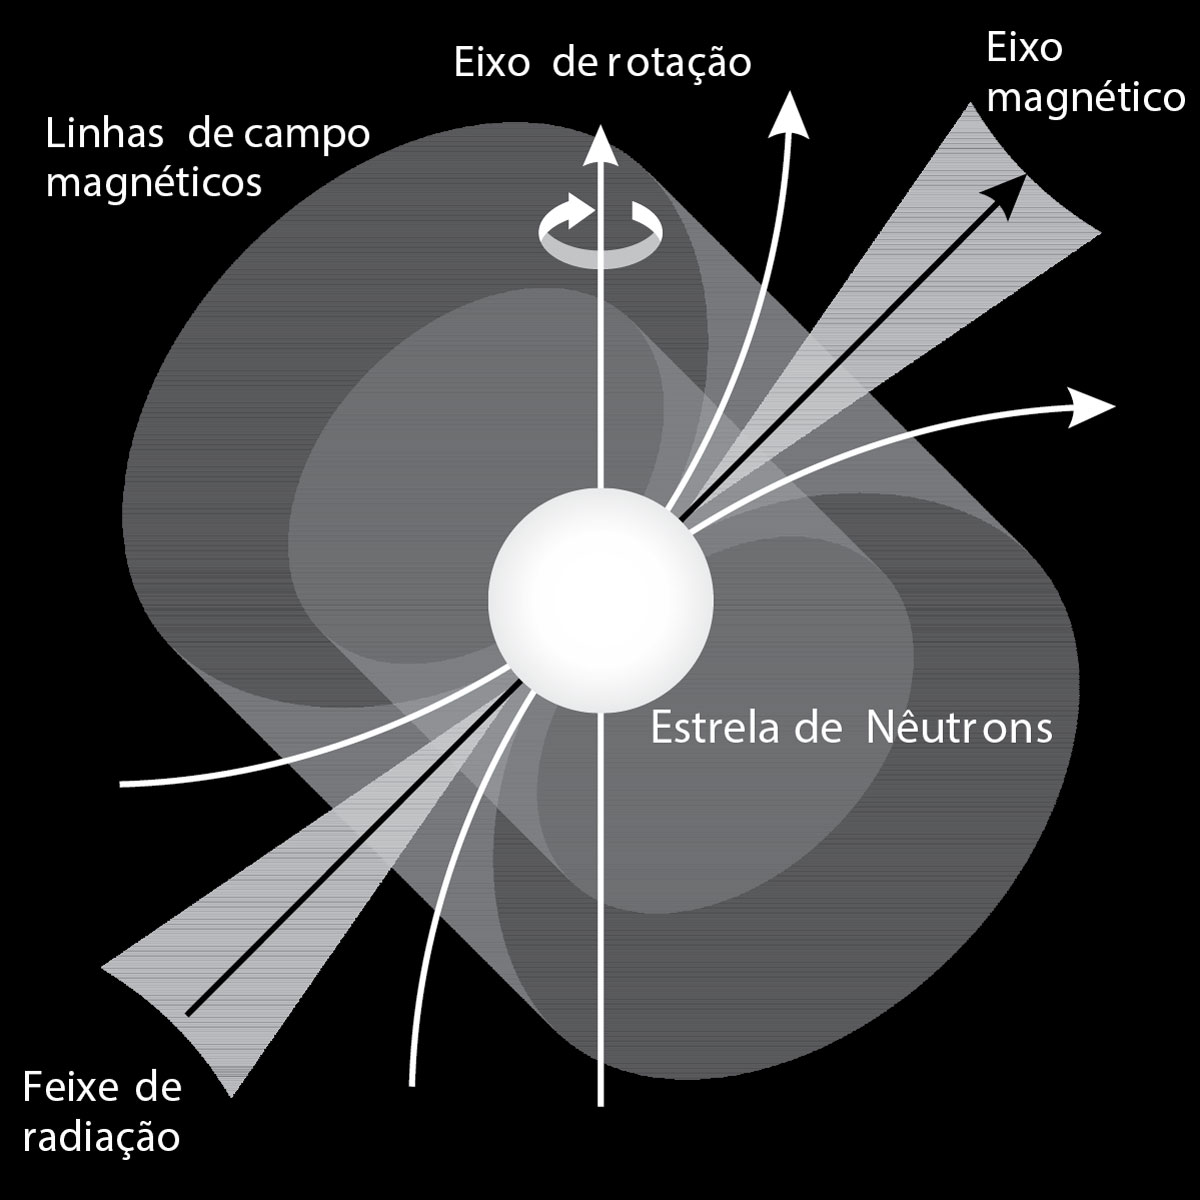 Eixo de rotação
Eixo
magnético
Linhas de campo
magnéticos
Estrela de Nêutrons
Feixe de
radiação